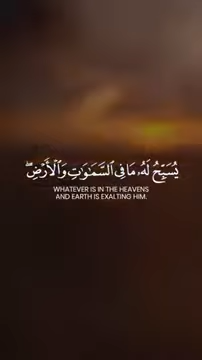 يُسَبِّحُ لَهُۥ مَا فِى ٱلسَّمَـٰوَٰتِ وَٱلْأَرْضِ ۖ
WHATEVER IS IN THE HEAVENS
AND EARTH IS EXALTING HIM.